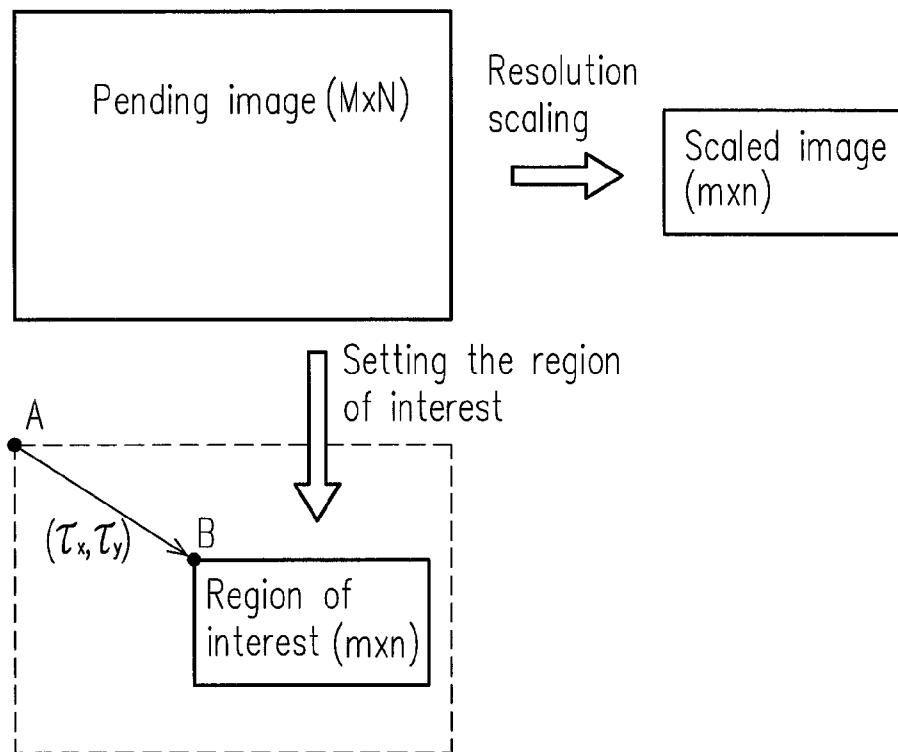 Pending image (MxN)
Resolution
scaling
Scaled image
(mxn)
Setting the region
of interest
A
(τx,τy)
B
Region of
interest (mxn)